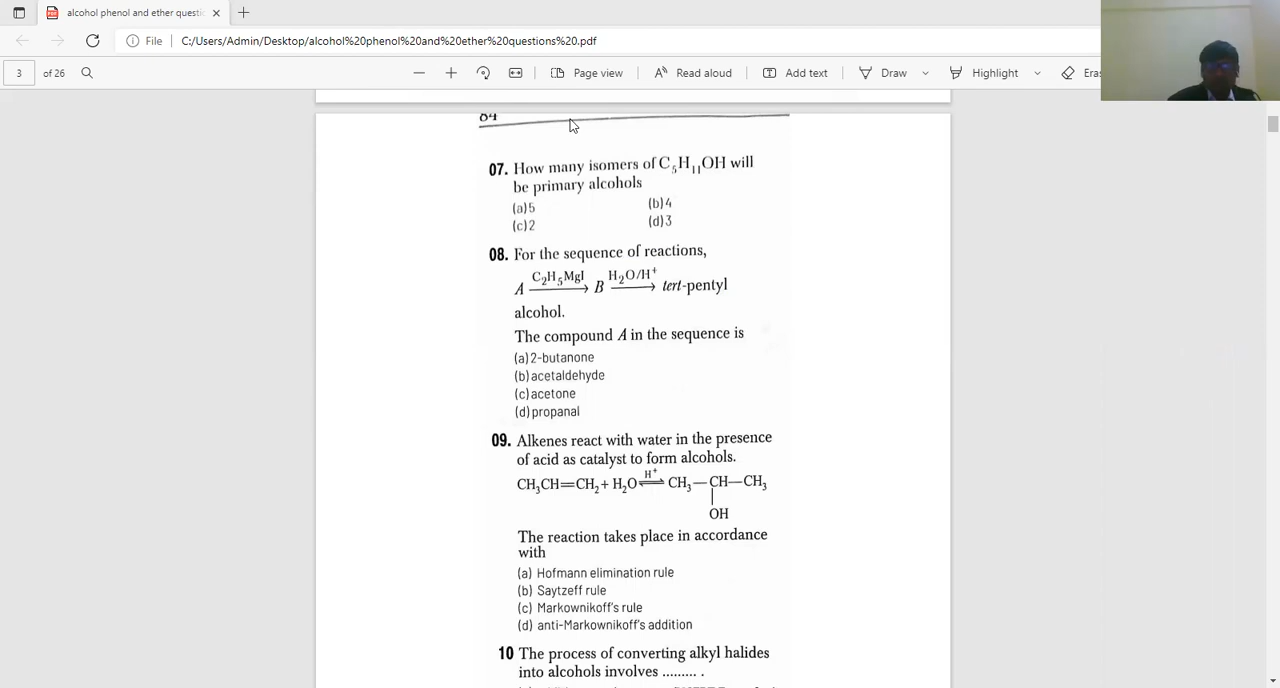 alcohol phenol and ether questi
File C:/Users/Admin/Desktop/alcohol%20phenol%20and%20ether%20questions%20.pdf
3 of 26 Page view Read aloud Add text Draw Highlight Eras
84
07. How many isomers of C₅H₁₁OH will
be primary alcohols
(a) 5 (b) 4
(c) 2 (d) 3
08. For the sequence of reactions,
C₂H₅MgI H₂O/H⁺
A → B → tert-pentyl
alcohol.
The compound A in the sequence is
(a) 2-butanone
(b) acetaldehyde
(c) acetone
(d) propanal
09. Alkenes react with water in the presence
of acid as catalyst to form alcohols.
H⁺
CH₃CH=CH₂ + H₂O ⇌ CH₃—CH—CH₃
|
OH
The reaction takes place in accordance
with
(a) Hofmann elimination rule
(b) Saytzeff rule
(c) Markownikoff's rule
(d) anti-Markownikoff's addition
10 The process of converting alkyl halides
into alcohols involves ......... .